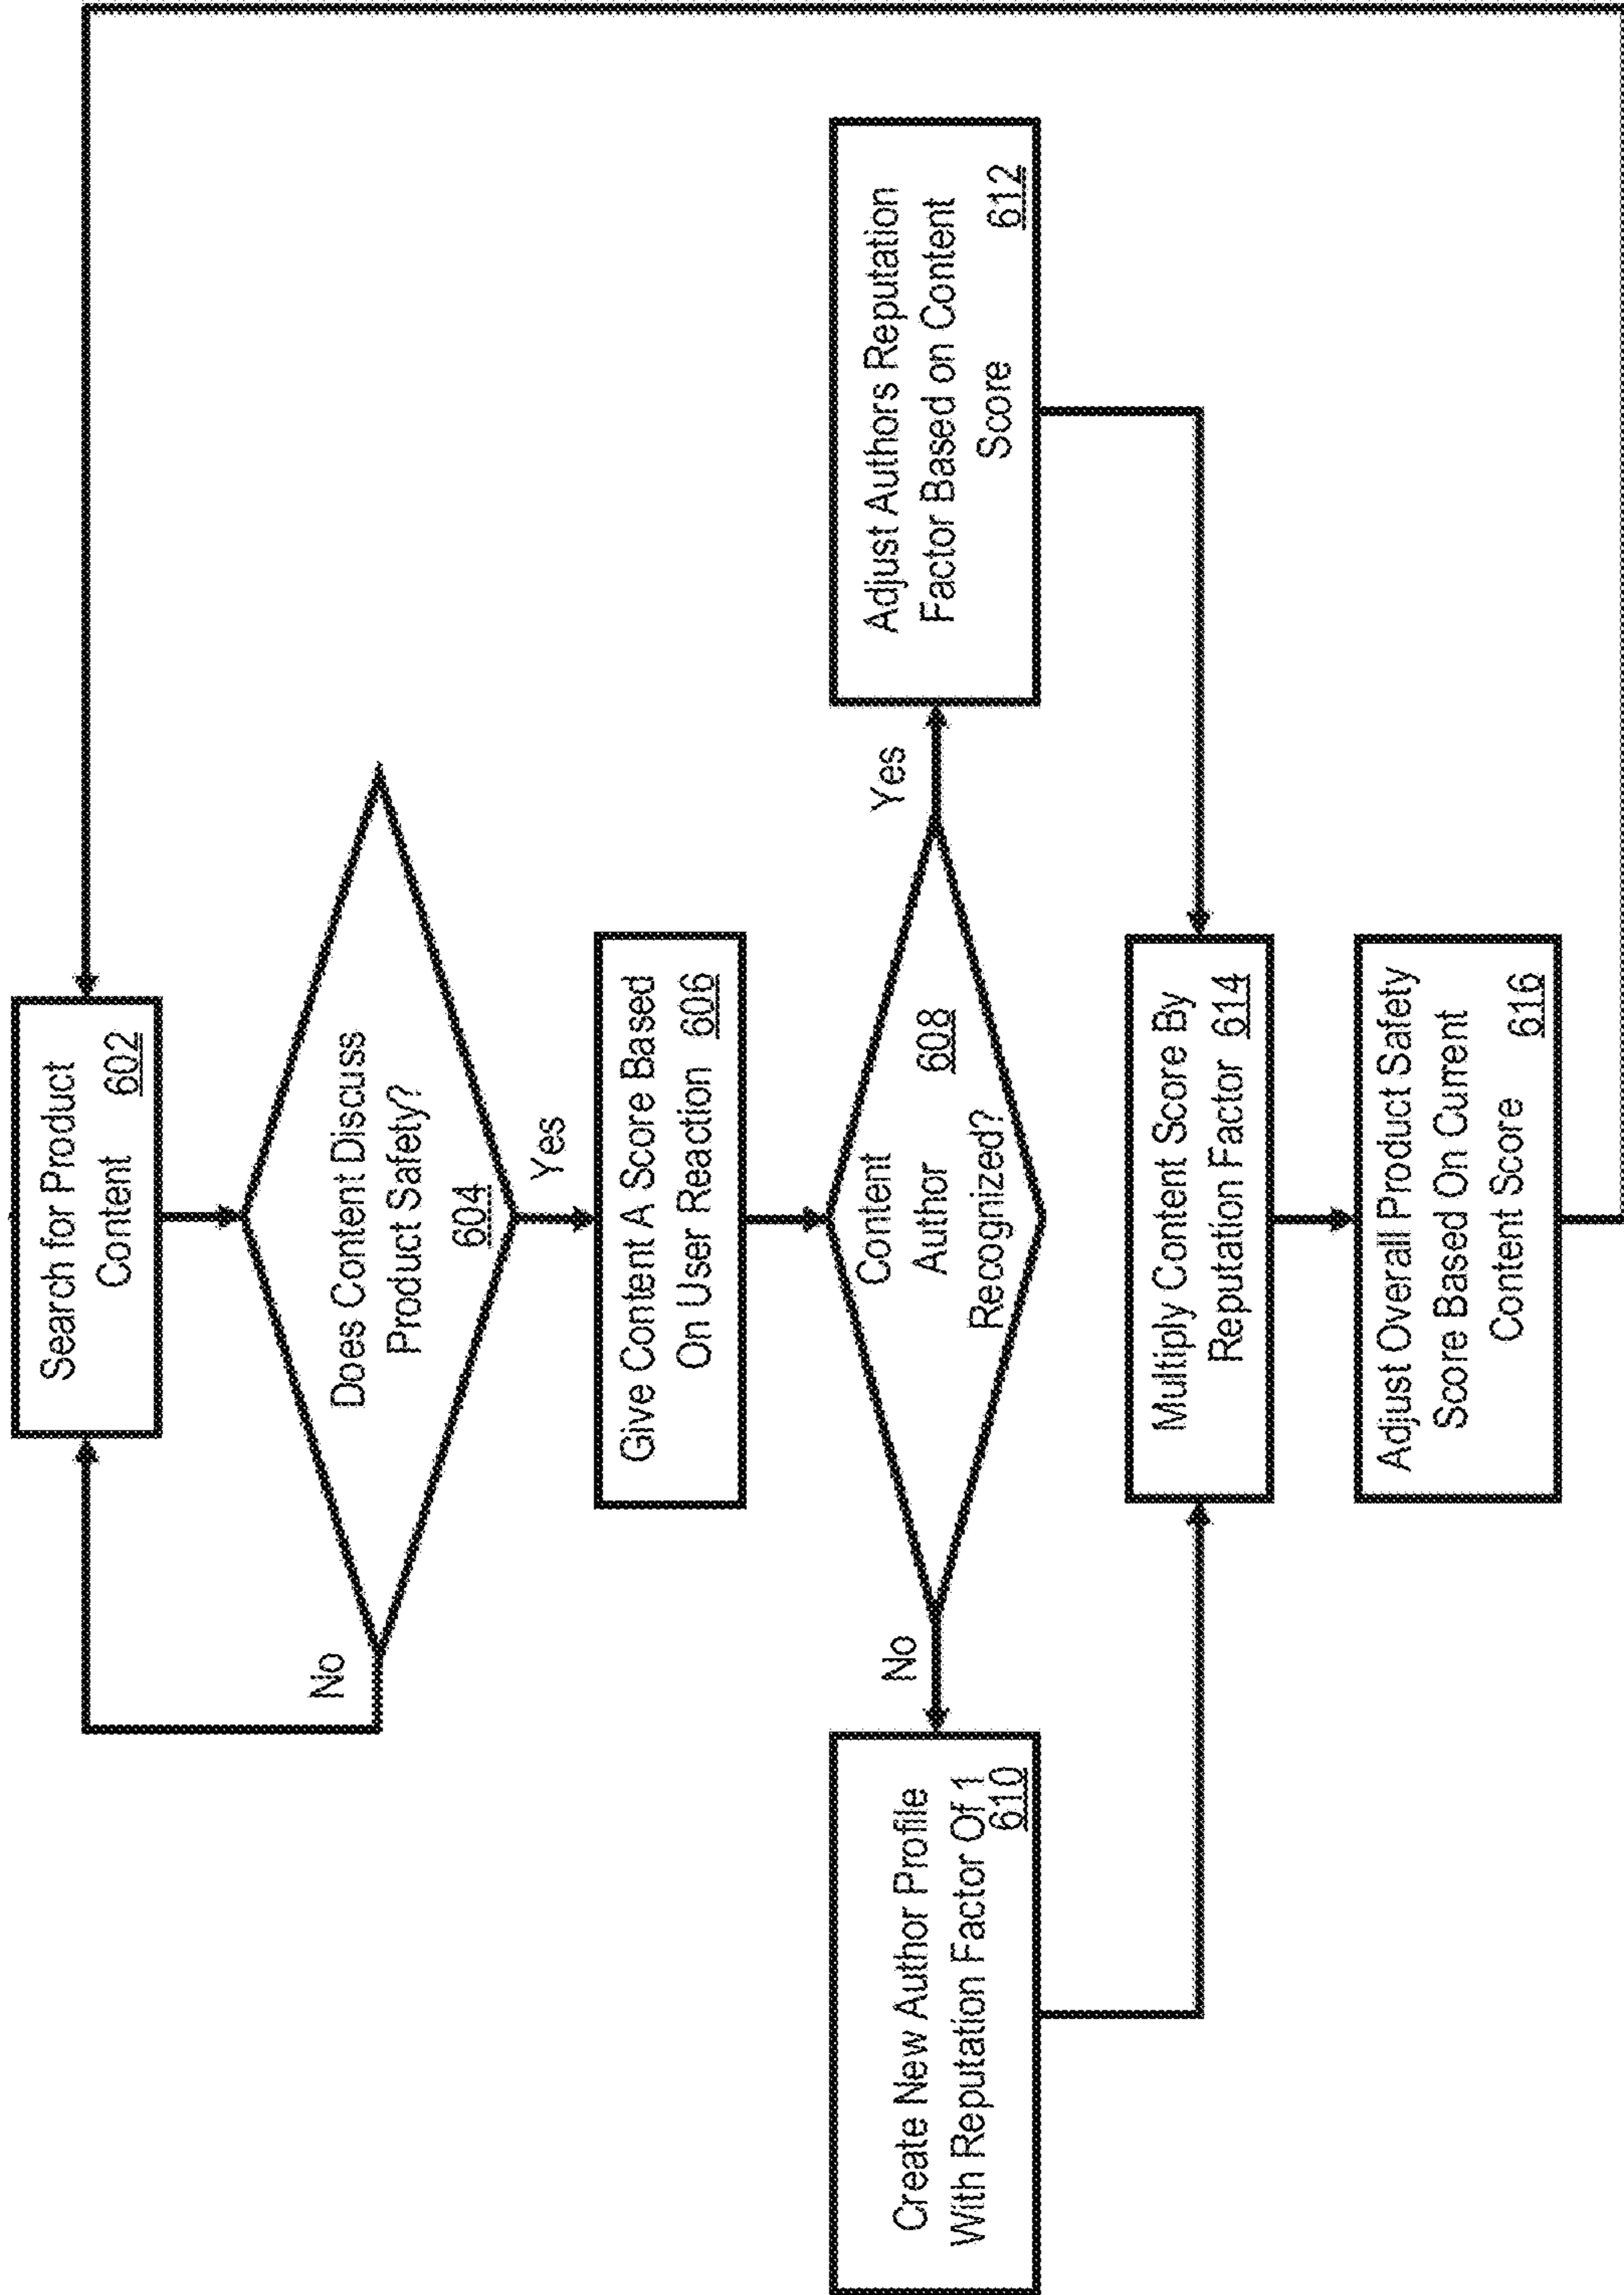 Search for Product
Content 602
Does Content Discuss
Product Safety?
604
No
Yes
Give Content A Score Based
On User Reaction 606
Content
Author 608
Recognized?
No
Yes
Create New Author Profile
With Reputation Factor Of 1
610
Adjust Authors Reputation
Factor Based on Content
Score 612
Multiply Content Score By
Reputation Factor 614
Adjust Overall Product Safety
Score Based On Current
Content Score 616